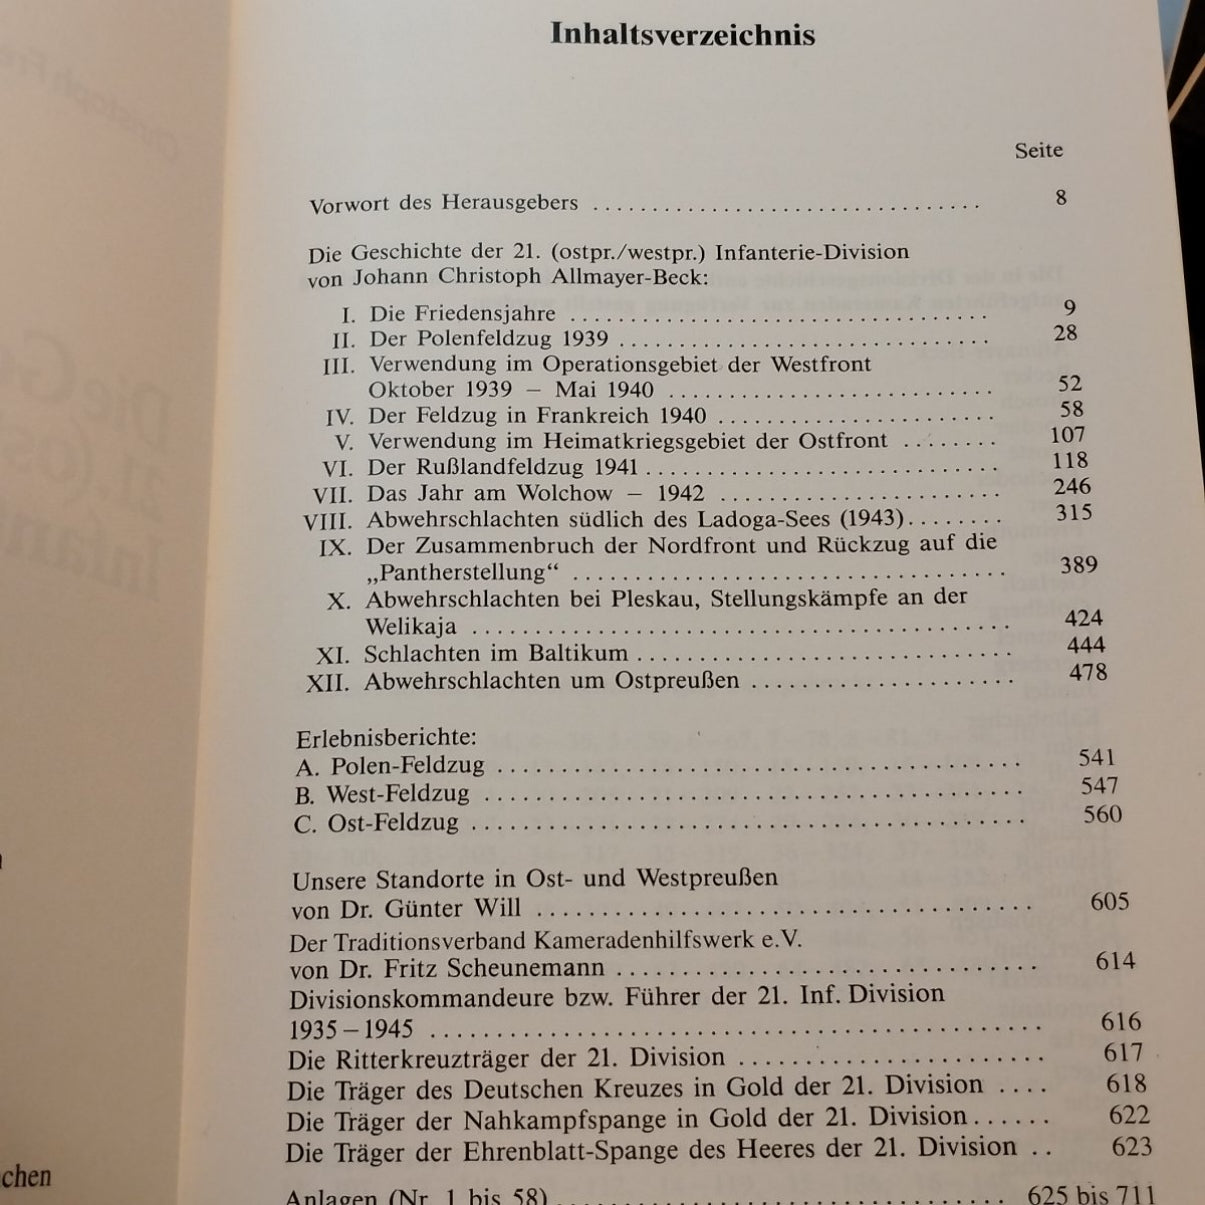 Inhaltsverzeichnis
Seite
Vorwort des Herausgebers ................................ 8
Die Geschichte der 21. (ostpr./westpr.) Infanterie-Division
von Johann Christoph Allmayer-Beck:
I. Die Friedensjahre .................................. 9
II. Der Polenfeldzug 1939 .............................. 28
III. Verwendung im Operationsgebiet der Westfront
Oktober 1939 – Mai 1940 ........................... 52
IV. Der Feldzug in Frankreich 1940 ....................... 58
V. Verwendung im Heimatkriegsgebiet der Ostfront ........ 107
VI. Der Rußlandfeldzug 1941 ............................. 118
VII. Das Jahr am Wolchow – 1942 ....................... 246
VIII. Abwehrschlachten südlich des Ladoga-Sees (1943) ........ 315
IX. Der Zusammenbruch der Nordfront und Rückzug auf die
„Pantherstellung“ .................................... 389
X. Abwehrschlachten bei Pleskau, Stellungskämpfe an der
Welikaja ............................................ 424
XI. Schlachten im Baltikum ............................... 444
XII. Abwehrschlachten um Ostpreußen ..................... 478
Erlebnisberichte:
A. Polen-Feldzug ........................................ 541
B. West-Feldzug ......................................... 547
C. Ost-Feldzug .......................................... 560
Unsere Standorte in Ost- und Westpreußen
von Dr. Günter Will ..................................... 605
Der Traditionsverband Kameradenhilfswerk e.V.
von Dr. Fritz Scheunemann ................................ 614
Divisionskommandeure bzw. Führer der 21. Inf. Division
1935 – 1945 ............................................. 616
Die Ritterkreuzträger der 21. Division ....................... 617
Die Träger des Deutschen Kreuzes in Gold der 21. Division .... 618
Die Träger der Nahkampfspange in Gold der 21. Division ...... 622
Die Träger der Ehrenblatt-Spange des Heeres der 21. Division .. 623
Anlagen (Nr. 1 bis 58) .................................... 625 bis 711
chen